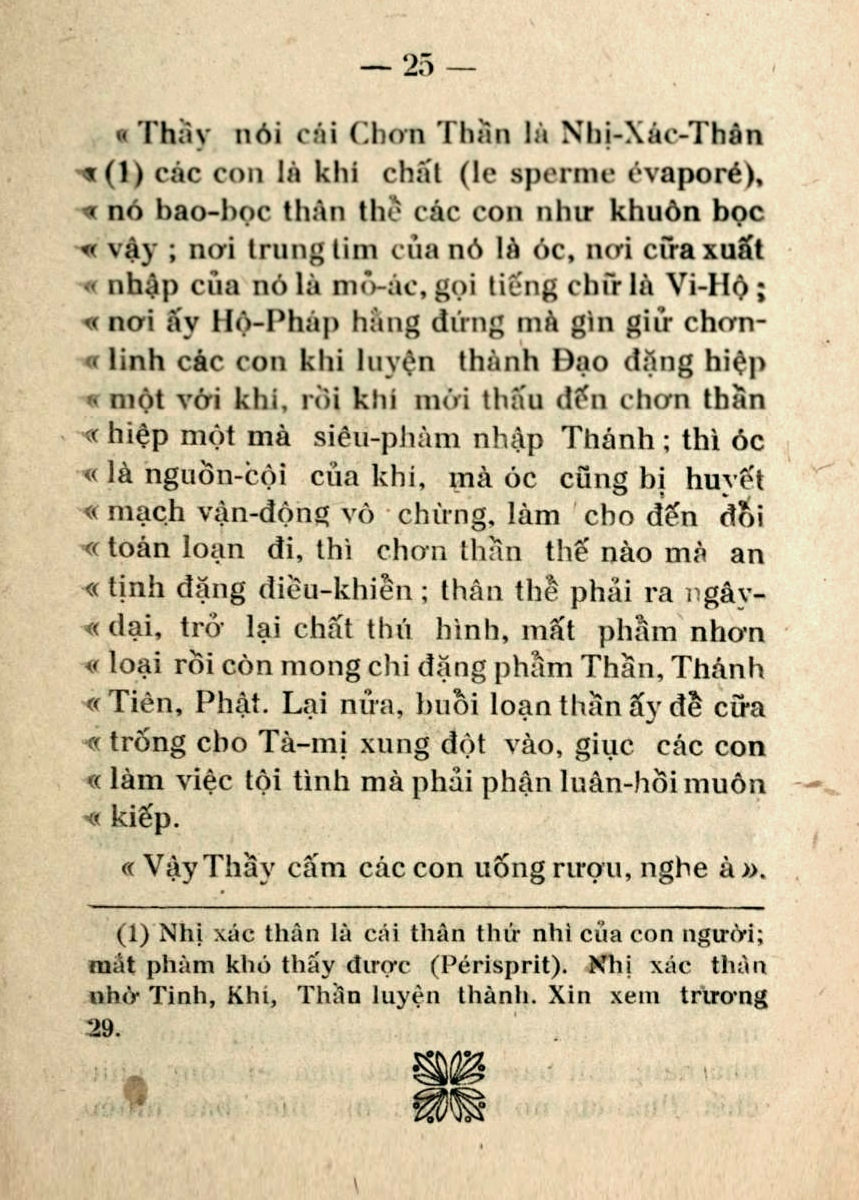 — 25 —
« Thầy nói cái Chơn Thần là Nhị-Xác-Thân
« (1) các con là khí chất (le sperme évaporé),
« nó bao-bọc thân thể các con như khuôn bọc
« vậy ; nơi trung tim của nó là óc, nơi cữa xuất
« nhập của nó là mỏ-ác, gọi tiếng chữ là Vi-Hộ ;
« nơi ấy Hộ-Pháp hằng đứng mà gìn giử chơn-
« linh các con khi luyện thành Đạo đặng hiệp
« một với khí, rồi khí mới thấu đến chơn thần
« hiệp một mà siêu-phàm nhập Thánh ; thì óc
« là nguồn-cội của khí, mà óc cũng bị huyết
« mạch vận-động vô chừng, làm cho đến đổi
« toán loạn đi, thì chơn thần thế nào mà an
« tịnh đặng điều-khiển ; thân thể phải ra ngây-
« dại, trở lại chất thú hình, mất phẩm nhơn
« loại rồi còn mong chi đặng phẩm Thần, Thánh
« Tiên, Phật. Lại nửa, buổi loạn thần ấy để cữa
« trống cho Tà-mị xung đột vào, giục các con
« làm việc tội tình mà phải phận luân-hồi muôn
« kiếp.
« Vậy Thầy cấm các con uống rượu, nghe à ».
(1) Nhị xác thân là cái thân thứ nhì của con người;
mắt phàm khó thấy được (Périsprit). Nhị xác thân
nhờ Tinh, Khí, Thần luyện thành. Xin xem trương
29.